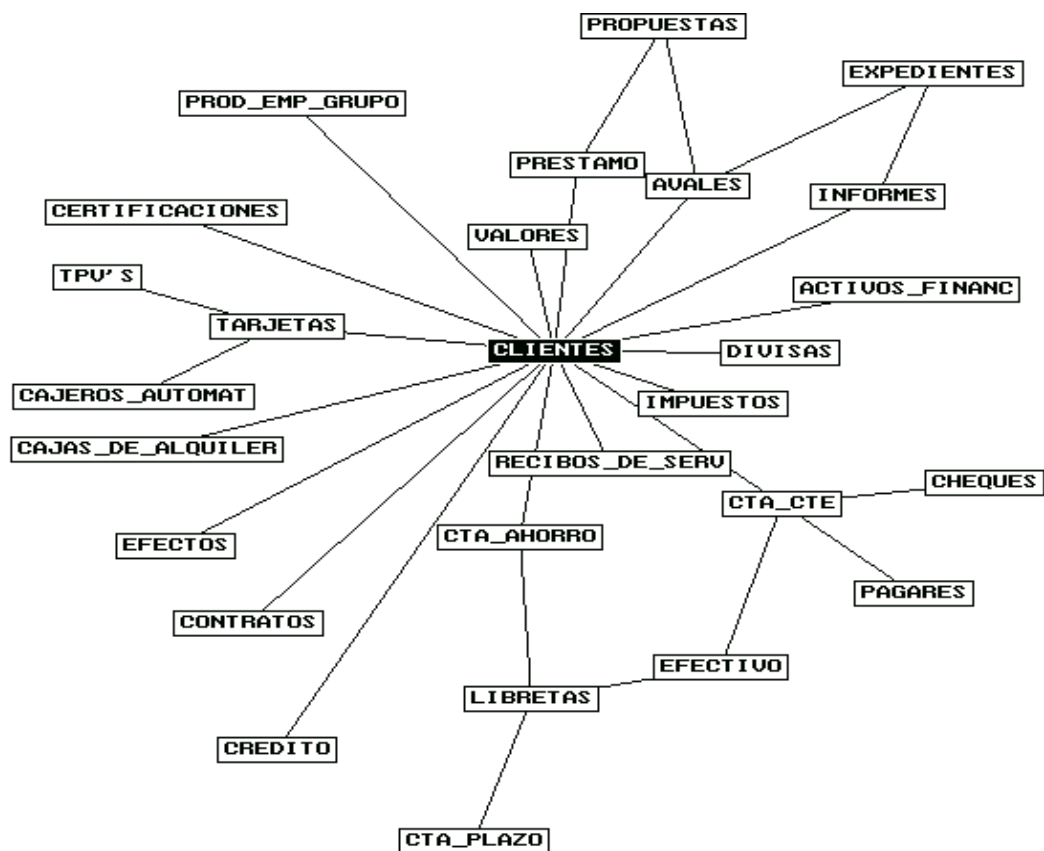 PROPUESTAS
EXPEDIENTES
PROD_EMP_GRUPO
PRESTAMO
AVALES
INFORMES
CERTIFICACIONES
VALORES
TPV'S
ACTIVOS_FINANC
TARJETAS
CLIENTES
DIVISAS
CAJEROS_AUTOMAT
IMPUESTOS
CAJAS_DE_ALQUILER
RECIBOS_DE_SERV
CHEQUES
CTA_CTE
CTA_AHORRO
EFECTOS
PAGARES
CONTRATOS
EFECTIVO
LIBRETAS
CREDITO
CTA_PLAZO